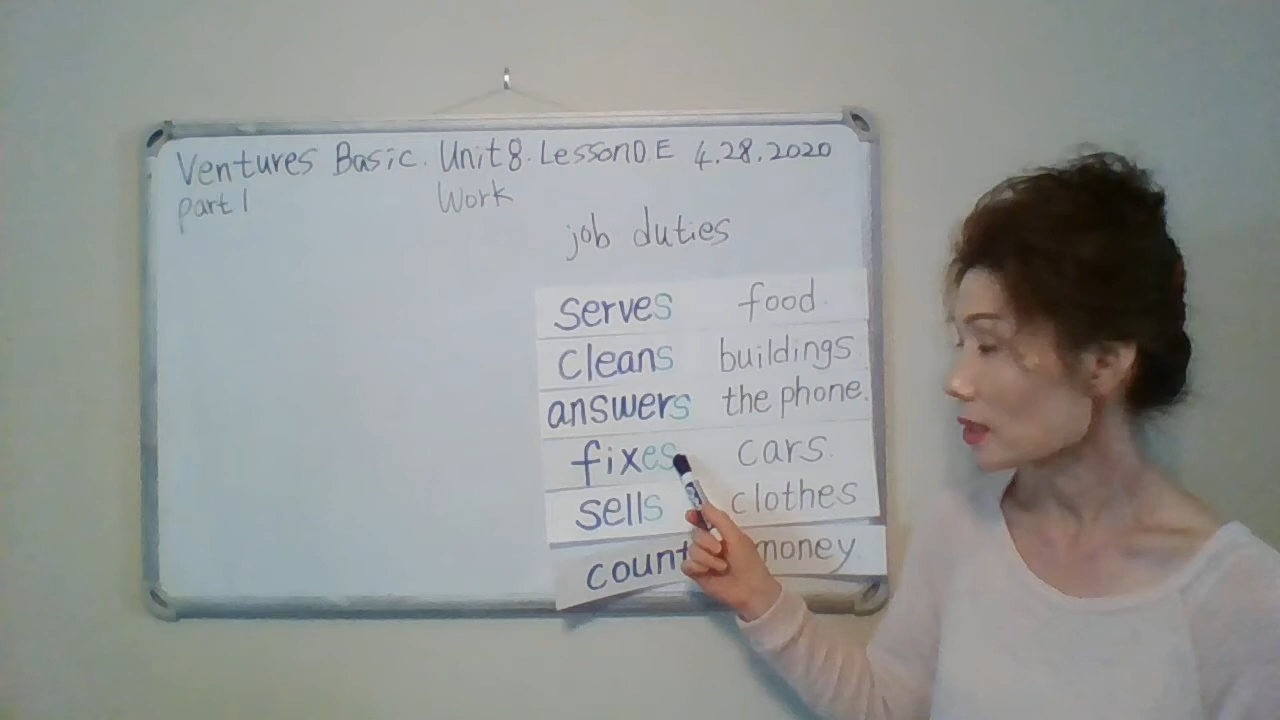 Ventures Basic. Unit 8. Lesson D.E 4.28.2020
part 1 Work
job duties
serves food.
cleans buildings.
answers the phone.
fixes cars.
sells clothes
count money.